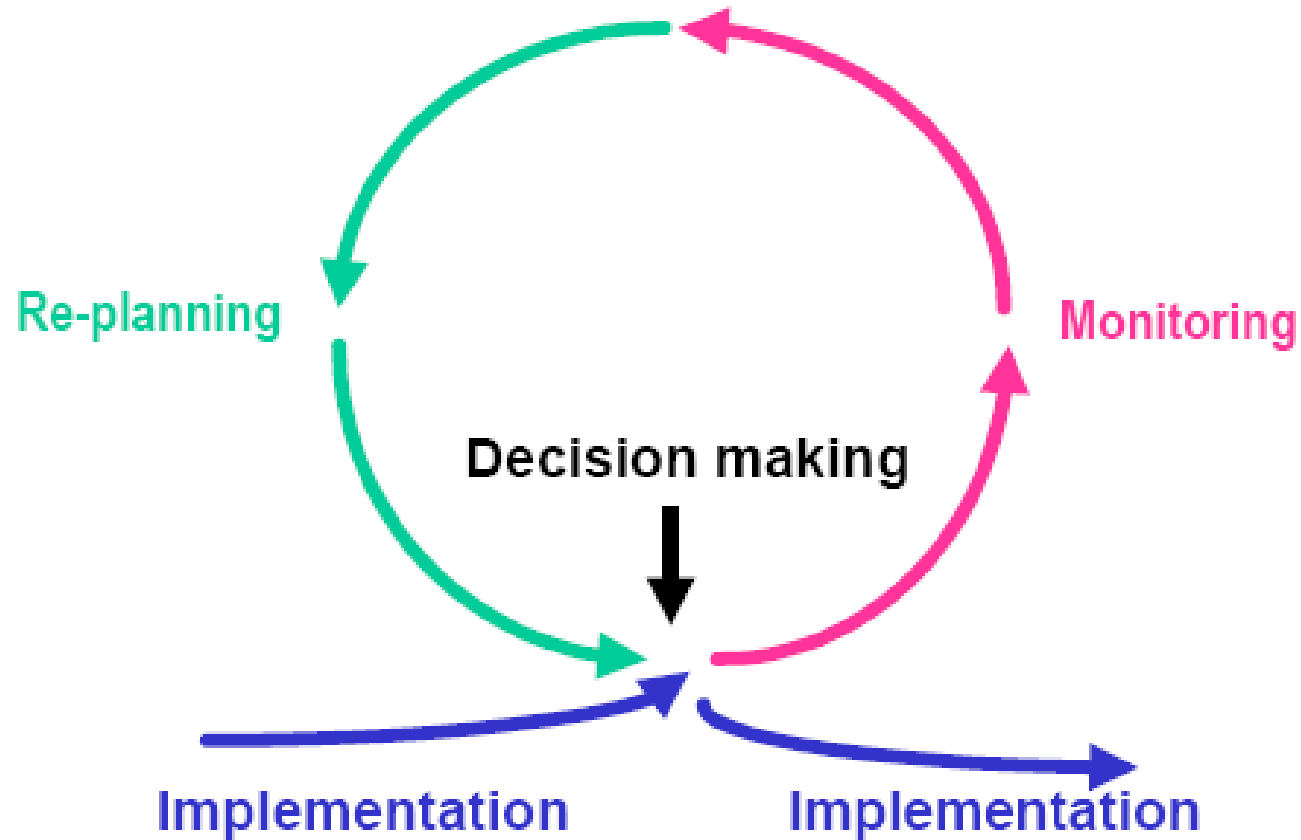 Re-planning
Monitoring
Decision making
Implementation
Implementation